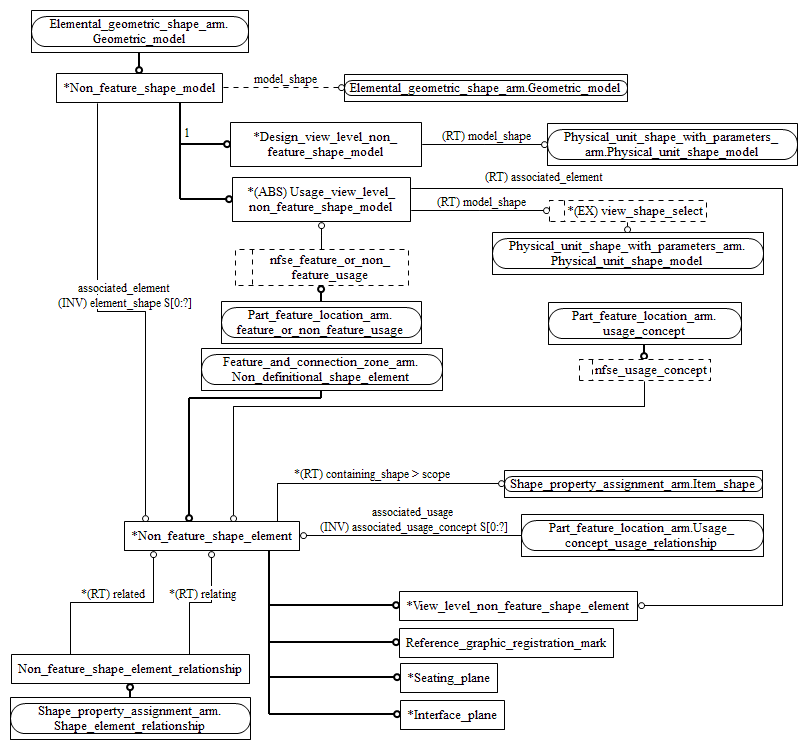 Elemental_geometric_shape_arm.
Geometric_model
*Non_feature_shape_model
model_shape
Elemental_geometric_shape_arm.Geometric_model
1
*Design_view_level_non_
feature_shape_model
(RT) model_shape
Physical_unit_shape_with_parameters_
arm.Physical_unit_shape_model
(RT) associated_element
*(ABS) Usage_view_level_
non_feature_shape_model
(RT) model_shape
*(EX) view_shape_select
Physical_unit_shape_with_parameters_arm.
Physical_unit_shape_model
nfse_feature_or_non_
feature_usage
associated_element
(INV) element_shape S[0:?]
Part_feature_location_arm.
feature_or_non_feature_usage
Part_feature_location_arm.
usage_concept
Feature_and_connection_zone_arm.
Non_definitional_shape_element
nfse_usage_concept
*(RT) containing_shape > scope
Shape_property_assignment_arm.Item_shape
associated_usage
(INV) associated_usage_concept S[0:?]
*Non_feature_shape_element
Part_feature_location_arm.Usage_
concept_usage_relationship
*(RT) related
*(RT) relating
*View_level_non_feature_shape_element
Reference_graphic_registration_mark
Non_feature_shape_element_relationship
*Seating_plane
Shape_property_assignment_arm.
Shape_element_relationship
*Interface_plane